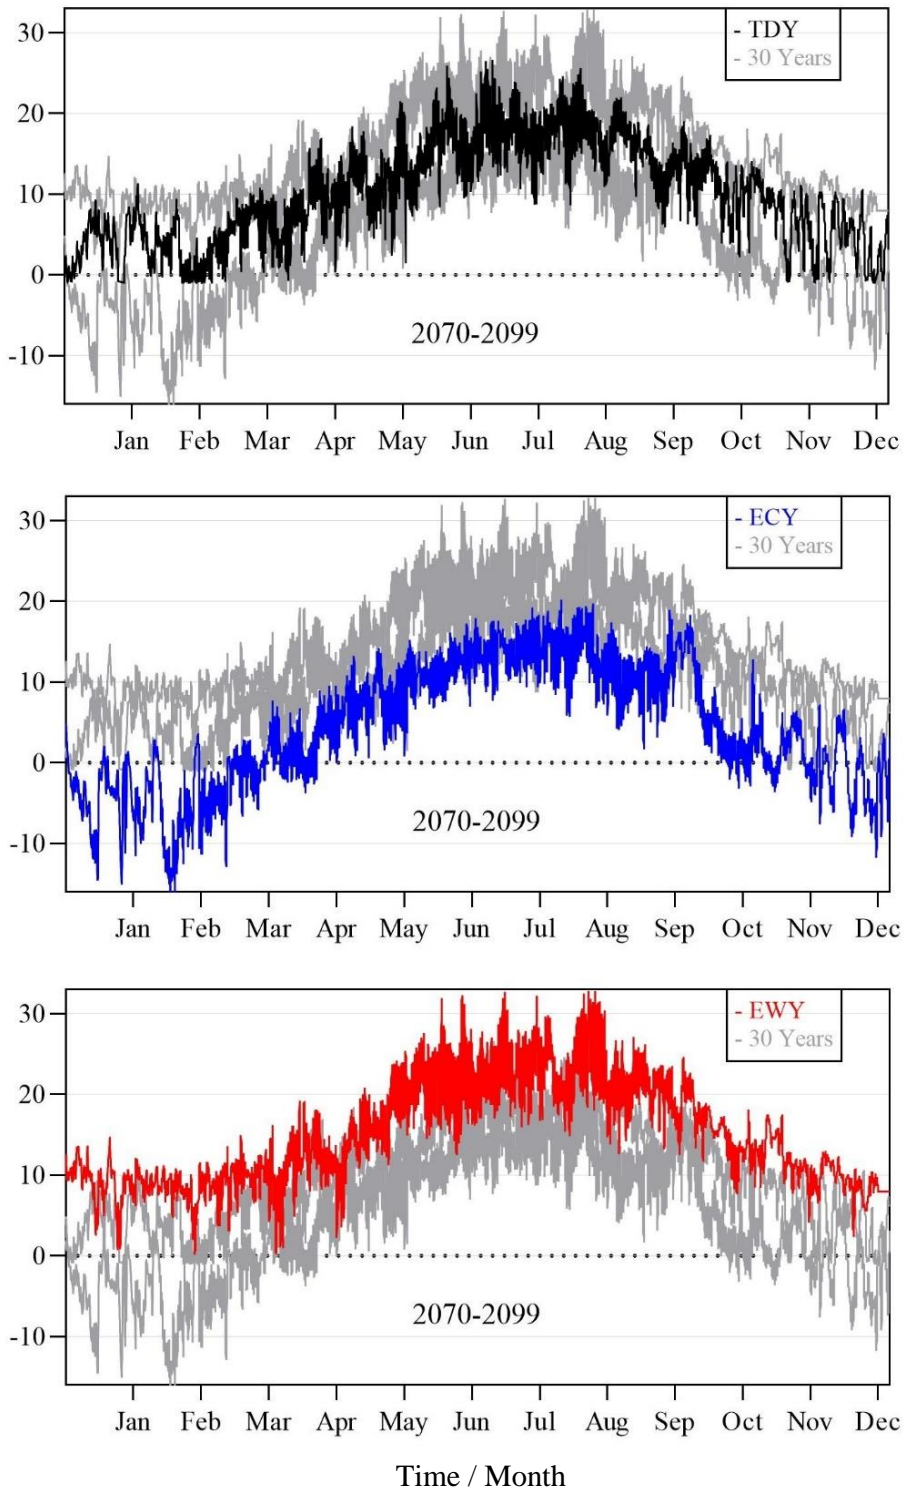 30
- TDY
- 30 Years
20
10
0
2070-2099
-10
Jan Feb Mar Apr May Jun Jul Aug Sep Oct Nov Dec
30
- ECY
- 30 Years
20
10
0
2070-2099
-10
Jan Feb Mar Apr May Jun Jul Aug Sep Oct Nov Dec
30
- EWY
- 30 Years
20
10
0
2070-2099
-10
Jan Feb Mar Apr May Jun Jul Aug Sep Oct Nov Dec
Time / Month